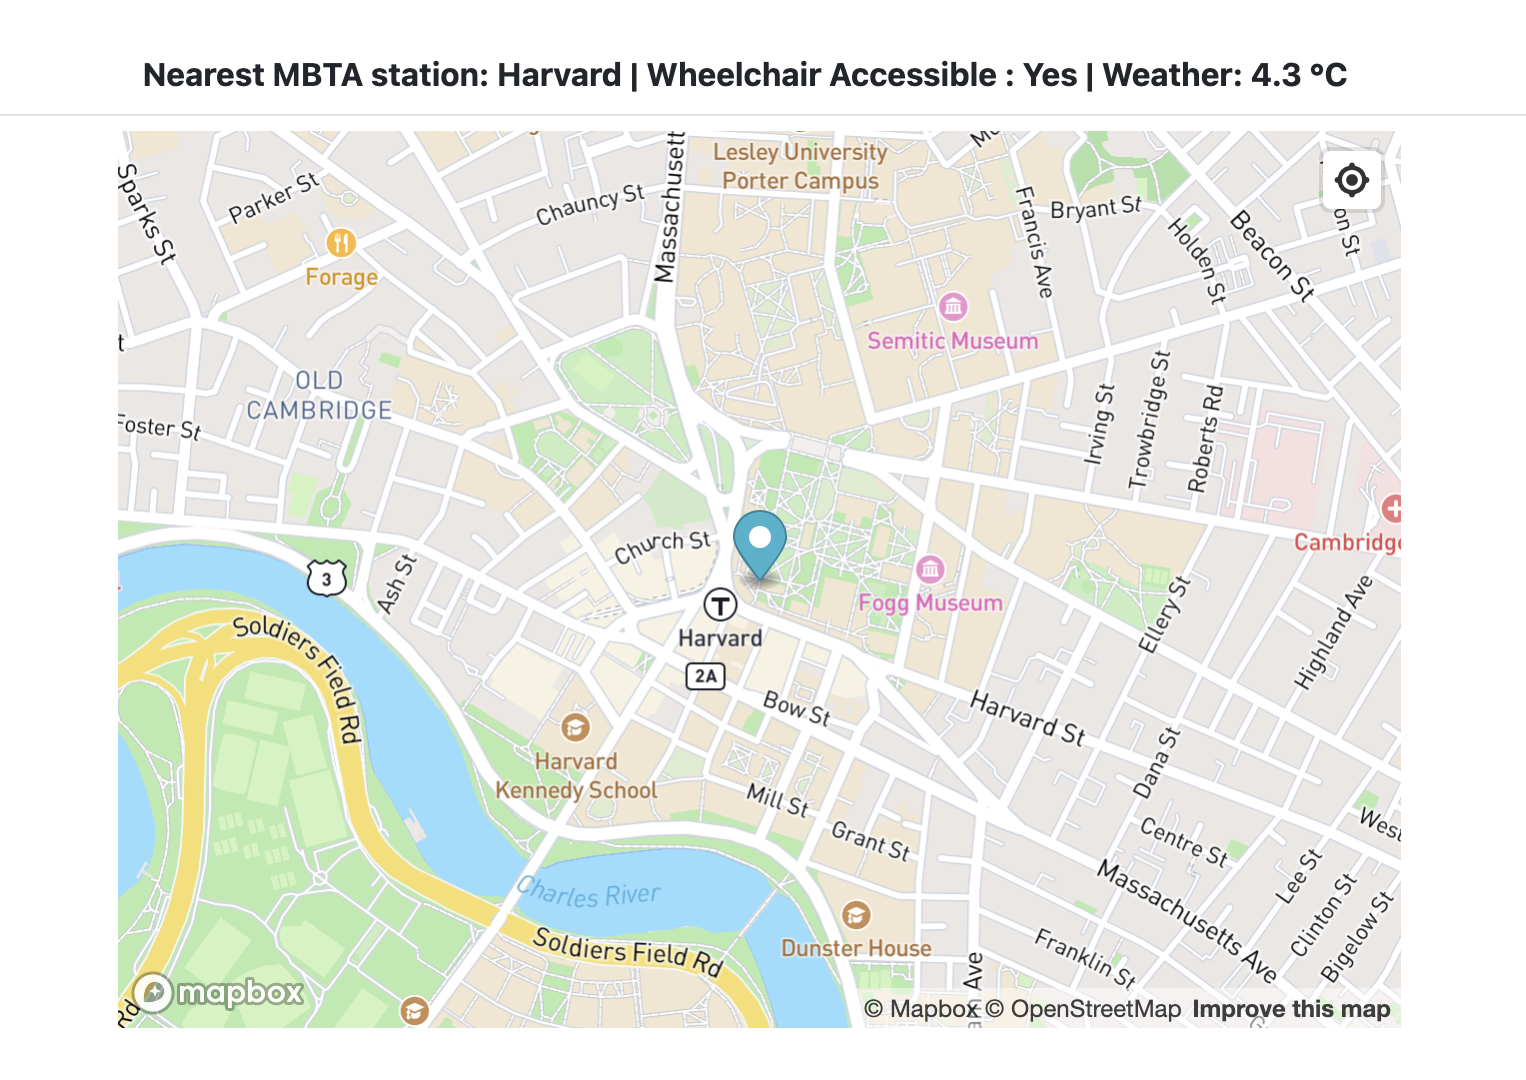 Nearest MBTA station: Harvard | Wheelchair Accessible : Yes | Weather: 4.3 °C
Massachusett
Lesley University
Porter Campus
Sparks St
Parker St
Chauncy St
Francis Ave
Bryant St
Holden St
Beacon St
on St
Forage
Semitic Museum
OLD
CAMBRIDGE
Foster St
Irving St
Trowbridge St
Roberts Rd
Church St
Cambridge
3
Ash St
Fogg Museum
T
Harvard
2A
Ellery St
Highland Ave
Soldiers Field Rd
Bow St
Harvard St
Harvard
Kennedy School
Dana St
Mill St
Grant St
Centre St
West
Lee St
Clinton St
Bigelow St
Massachusetts Ave
Charles River
Dunster House
Soldiers Field Rd
Franklin St
Ave
Rd
mapbox
© Mapbox © OpenStreetMap Improve this map